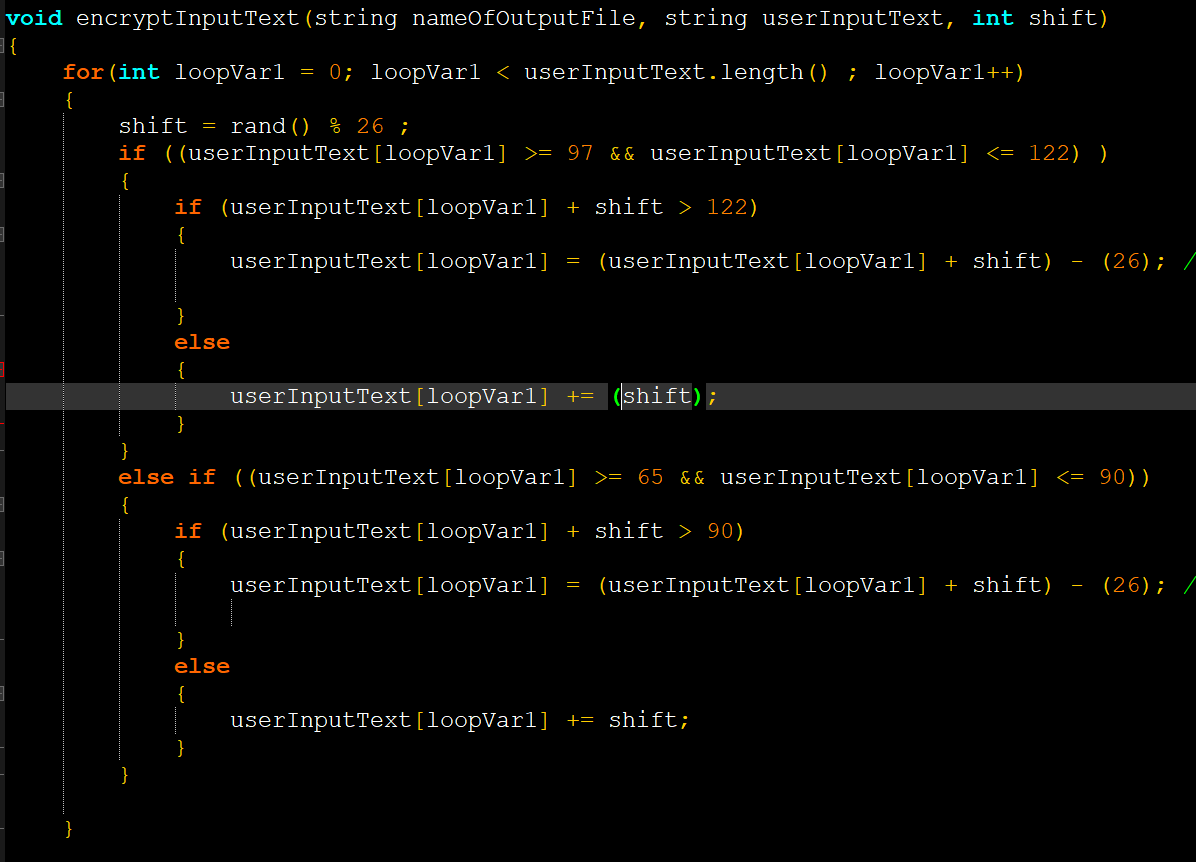 void encryptInputText(string nameOfOutputFile, string userInputText, int shift)
{
    for(int loopVar1 = 0; loopVar1 < userInputText.length() ; loopVar1++)
    {
        shift = rand() % 26 ;
        if ((userInputText[loopVar1] >= 97 && userInputText[loopVar1] <= 122) )
        {
            if (userInputText[loopVar1] + shift > 122)
            {
                userInputText[loopVar1] = (userInputText[loopVar1] + shift) - (26); /
            }
            else
            {
                userInputText[loopVar1] += (shift);
            }
        }
        else if ((userInputText[loopVar1] >= 65 && userInputText[loopVar1] <= 90))
        {
            if (userInputText[loopVar1] + shift > 90)
            {
                userInputText[loopVar1] = (userInputText[loopVar1] + shift) - (26); /
            }
            else
            {
                userInputText[loopVar1] += shift;
            }
        }
    }